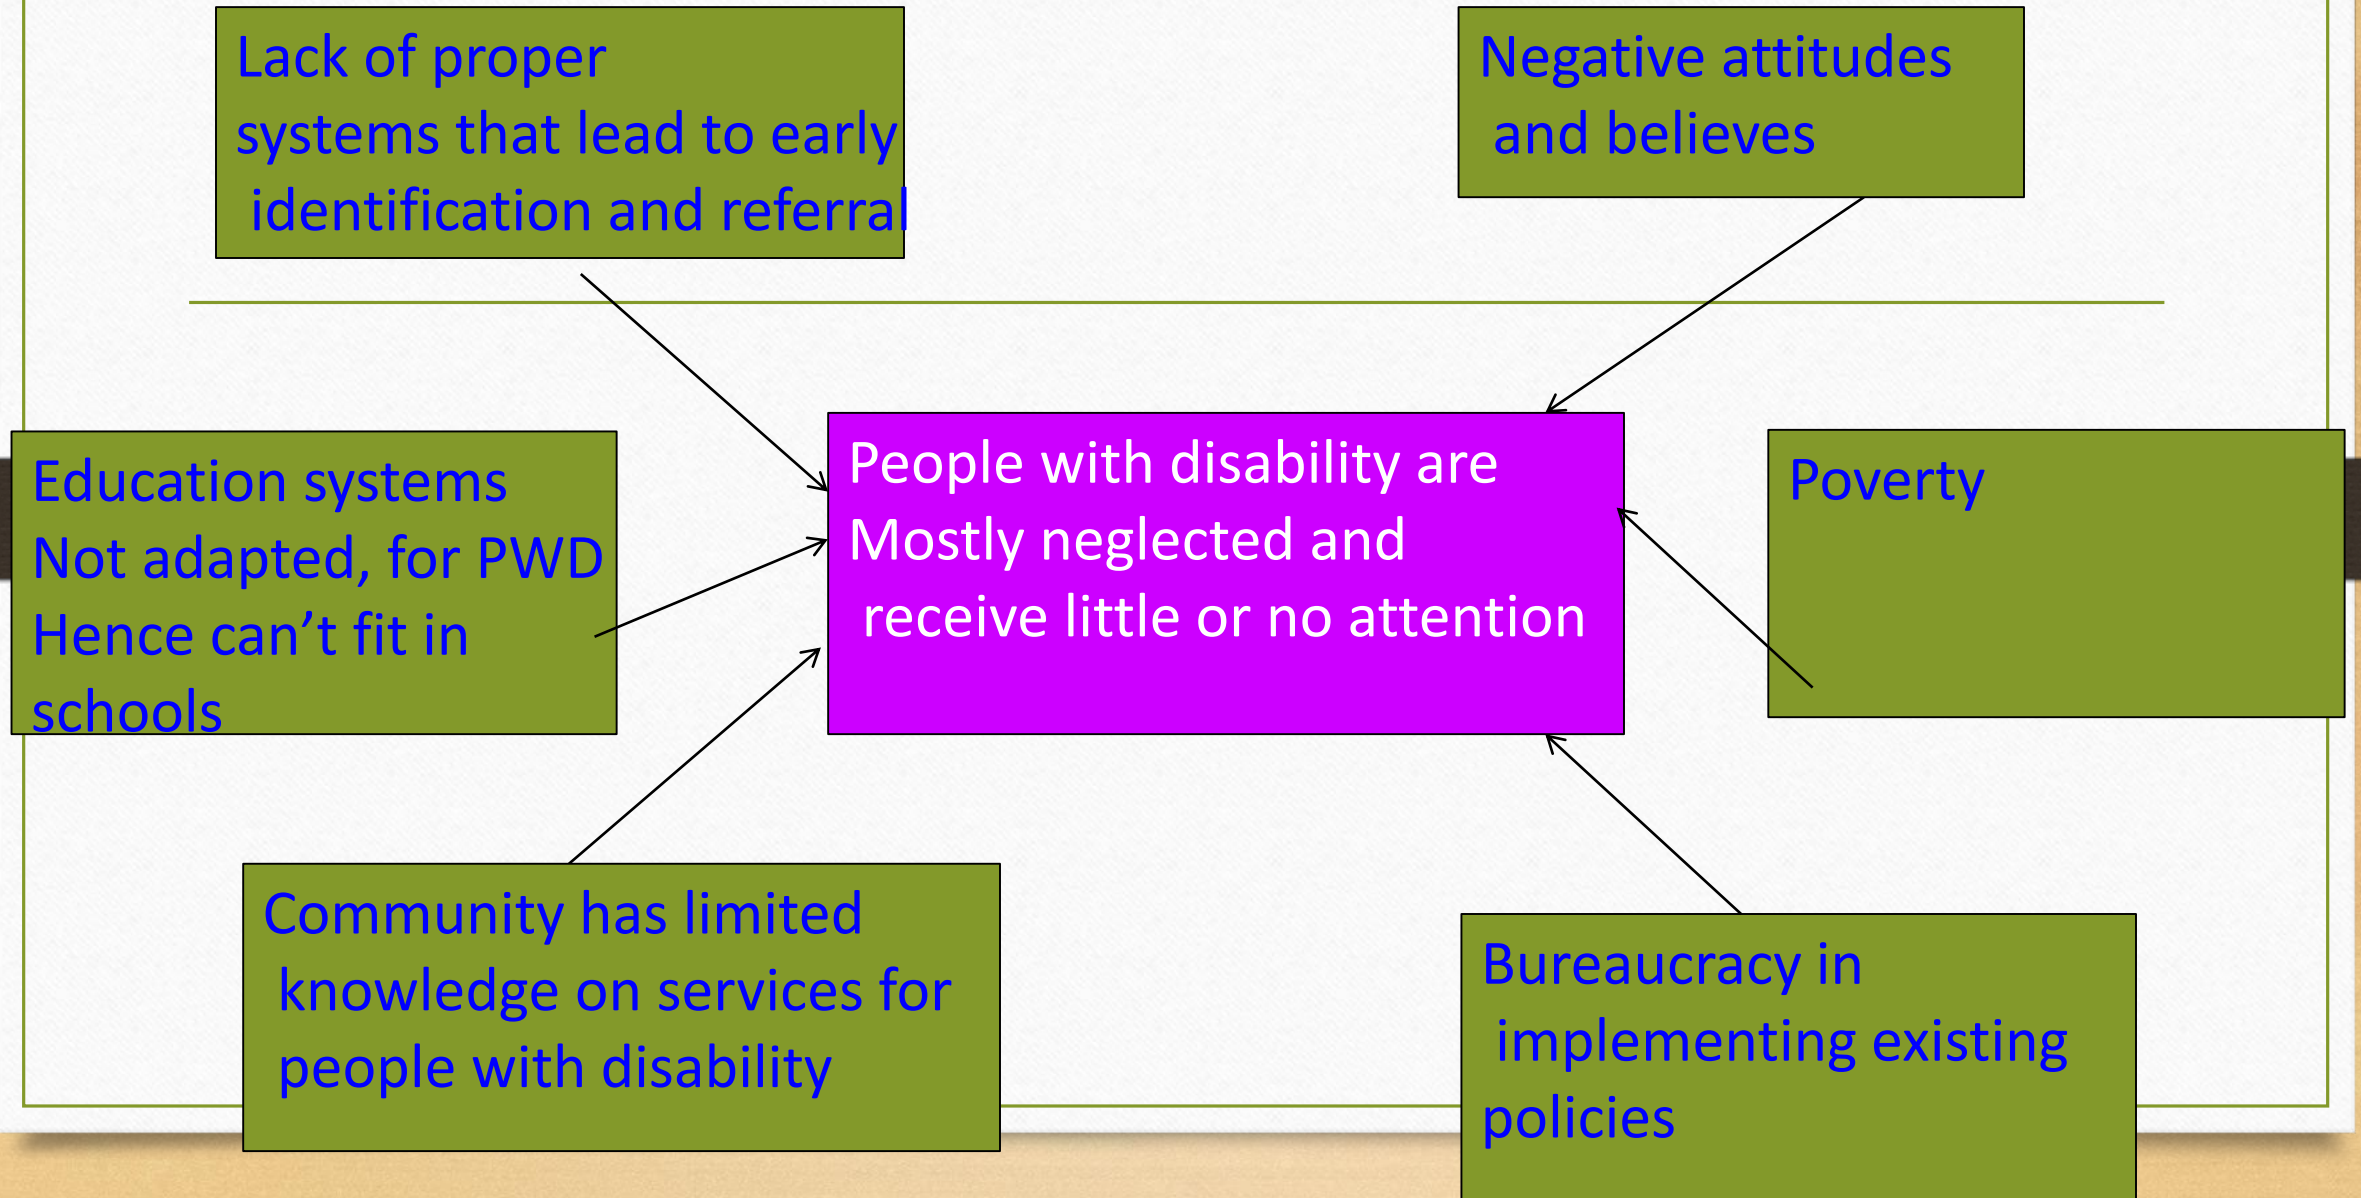 Lack of proper
systems that lead to early
identification and referral
Negative attitudes
and believes
Education systems
Not adapted, for PWD
Hence can’t fit in
schools
People with disability are
Mostly neglected and
receive little or no attention
Poverty
Community has limited
knowledge on services for
people with disability
Bureaucracy in
implementing existing
policies